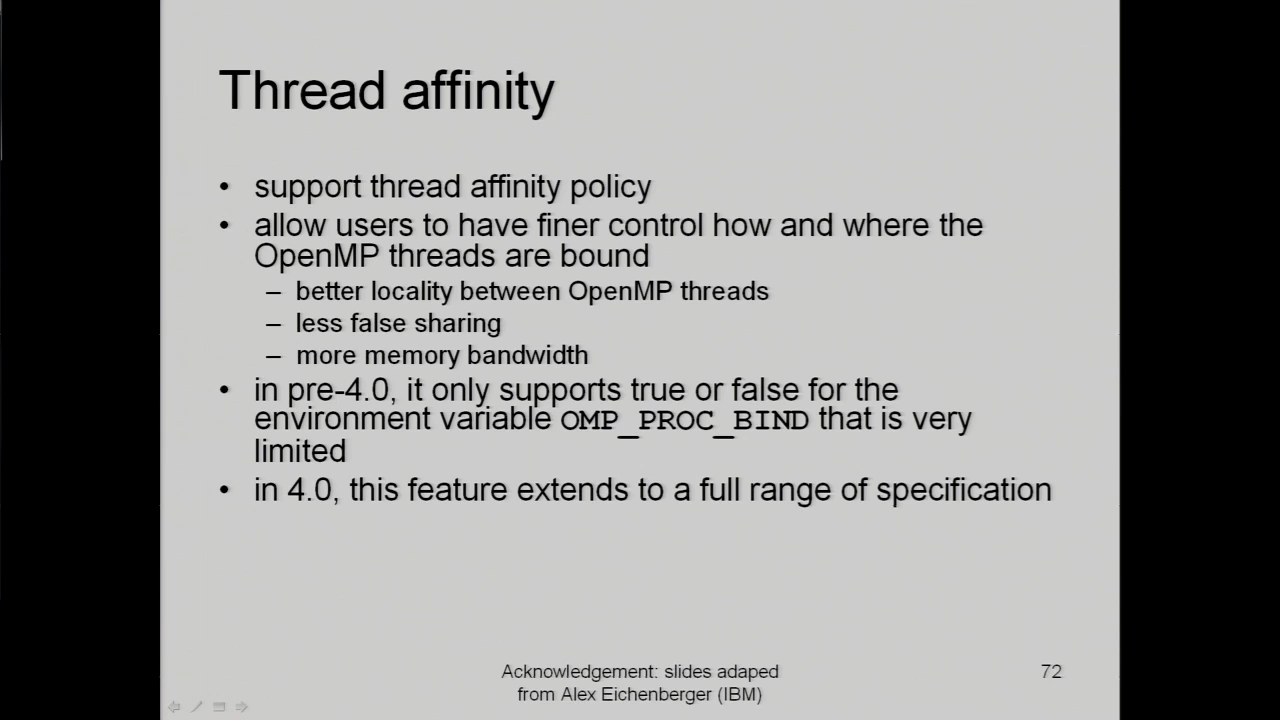 Thread affinity
• support thread affinity policy
• allow users to have finer control how and where the
OpenMP threads are bound
– better locality between OpenMP threads
– less false sharing
– more memory bandwidth
• in pre-4.0, it only supports true or false for the
environment variable OMP_PROC_BIND that is very
limited
• in 4.0, this feature extends to a full range of specification
Acknowledgement: slides adaped
from Alex Eichenberger (IBM)
72